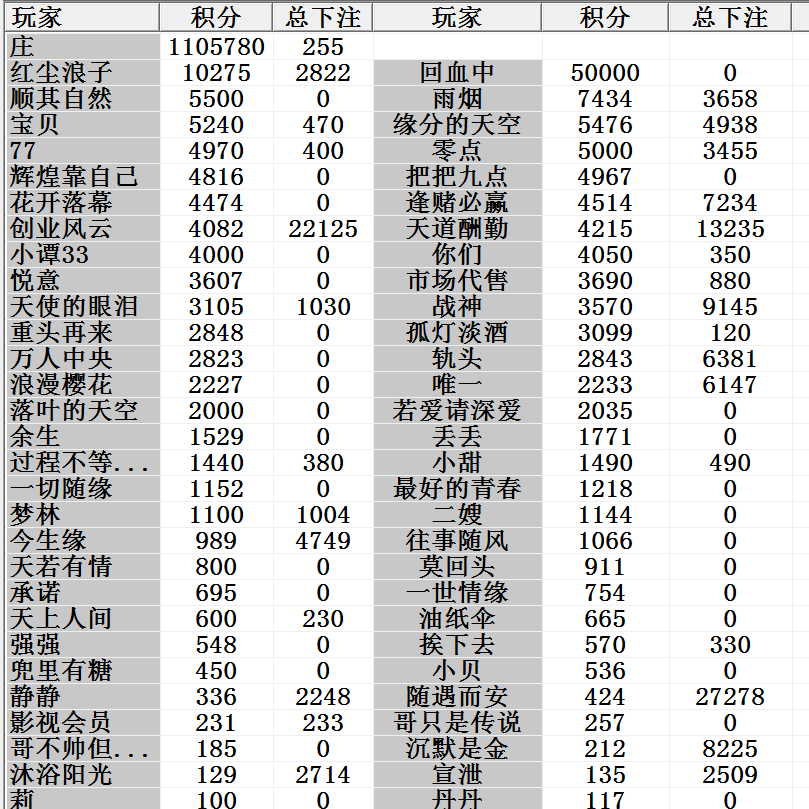 玩家 积分 总下注 玩家 积分 总下注
庄 1105780 255
红尘浪子 10275 2822 回血中 50000 0
顺其自然 5500 0 雨烟 7434 3658
宝贝 5240 470 缘分的天空 5476 4938
77 4970 400 零点 5000 3455
辉煌靠自己 4816 0 把把九点 4967 0
花开落幕 4474 0 逢赌必赢 4514 7234
创业风云 4082 22125 天道酬勤 4215 13235
小谭33 4000 0 你们 4050 350
悦意 3607 0 市场代售 3690 880
天使的眼泪 3105 1030 战神 3570 9145
重头再来 2848 0 孤灯淡酒 3099 120
万人中央 2823 0 轨头 2843 6381
浪漫樱花 2227 0 唯一 2233 6147
落叶的天空 2000 0 若爱请深爱 2035 0
余生 1529 0 丢丢 1771 0
过程不等... 1440 380 小甜 1490 490
一切随缘 1152 0 最好的青春 1218 0
梦林 1100 1004 二嫂 1144 0
今生缘 989 4749 往事随风 1066 0
天若有情 800 0 莫回头 911 0
承诺 695 0 一世情缘 754 0
天上人间 600 230 油纸伞 665 0
强强 548 0 挨下去 570 330
兜里有糖 450 0 小贝 536 0
静静 336 2248 随遇而安 424 27278
影视会员 231 233 哥只是传说 257 0
哥不帅但... 185 0 沉默是金 212 8225
沐浴阳光 129 2714 宣泄 135 2509
莉 100 0 丹丹 117 0